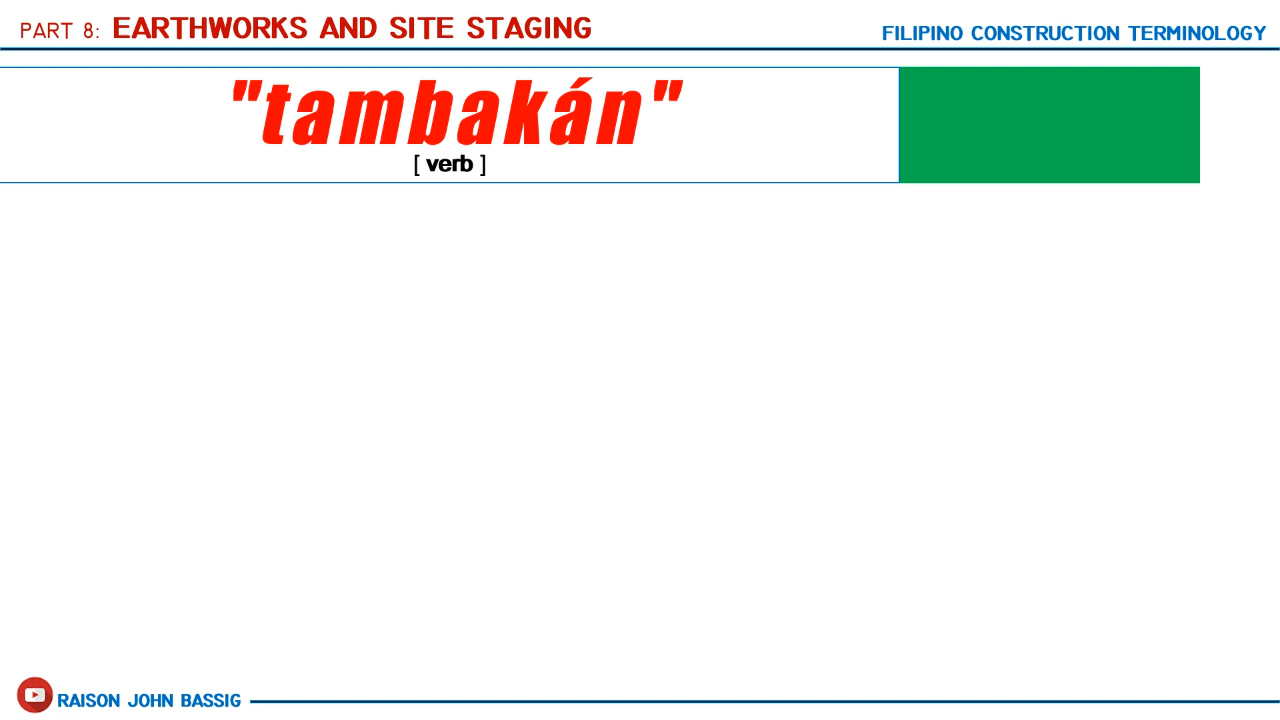 PART 8: EARTHWORKS AND SITE STAGING
FILIPINO CONSTRUCTION TERMINOLOGY
"tambakán"
[ verb ]
RAISON JOHN BASSIG